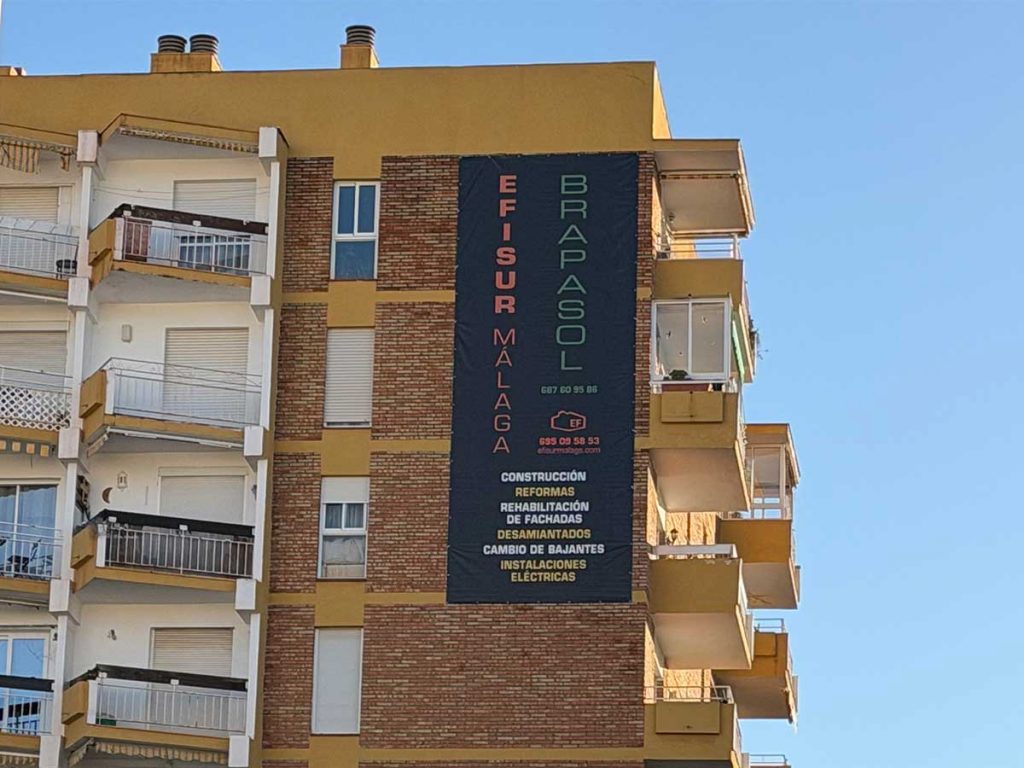 EFISUR MÁLAGA
BRAPASOL
687 60 95 86
EF
695 09 58 53
efisurmalaga.com
CONSTRUCCIÓN
REFORMAS
REHABILITACIÓN
DE FACHADAS
DESAMIANTADOS
CAMBIO DE BAJANTES
INSTALACIONES
ELÉCTRICAS